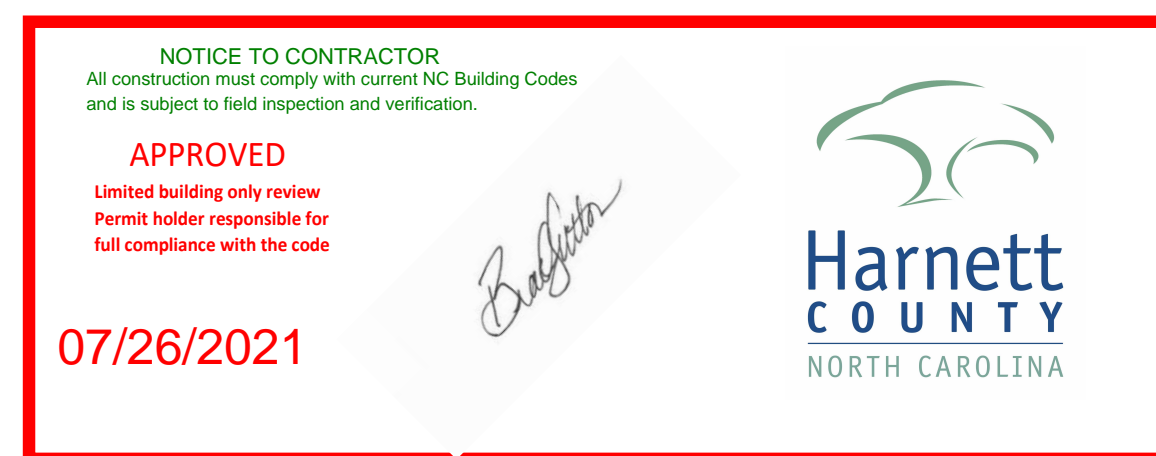 NOTICE TO CONTRACTOR
All construction must comply with current NC Building Codes
and is subject to field inspection and verification.
APPROVED
Limited building only review
Permit holder responsible for
full compliance with the code
07/26/2021
Brad Sutton
Harnett
COUNTY
NORTH CAROLINA